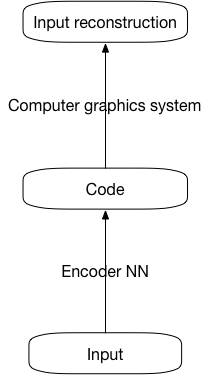 Input reconstruction
Computer graphics system
Code
Encoder NN
Input